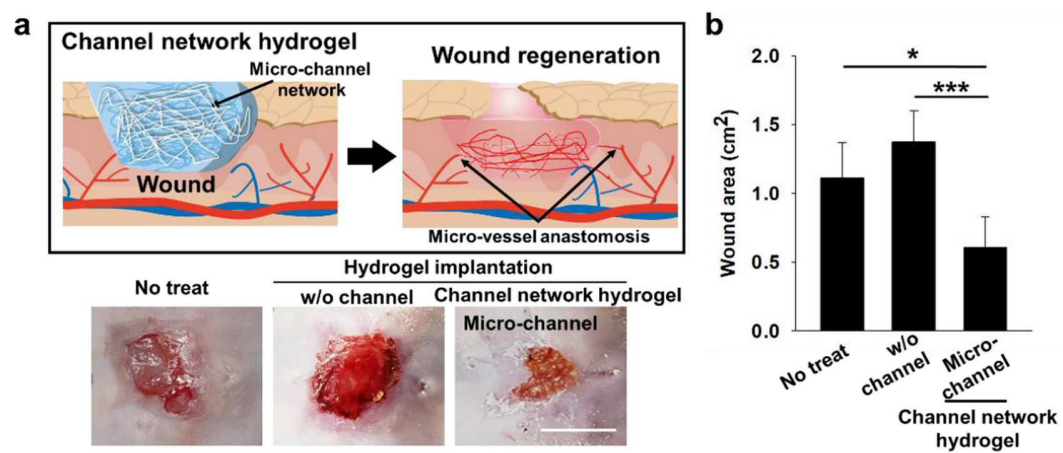 a
Channel network hydrogel
Micro-channel
network
Wound
Wound regeneration
Micro-vessel anastomosis
Hydrogel implantation
No treat
w/o channel
Channel network hydrogel
Micro-channel
b
Wound area (cm²)
2.0
1.5
1.0
0.5
0.0
*
***
No treat
w/o
channel
Micro-
channel
Channel network
hydrogel